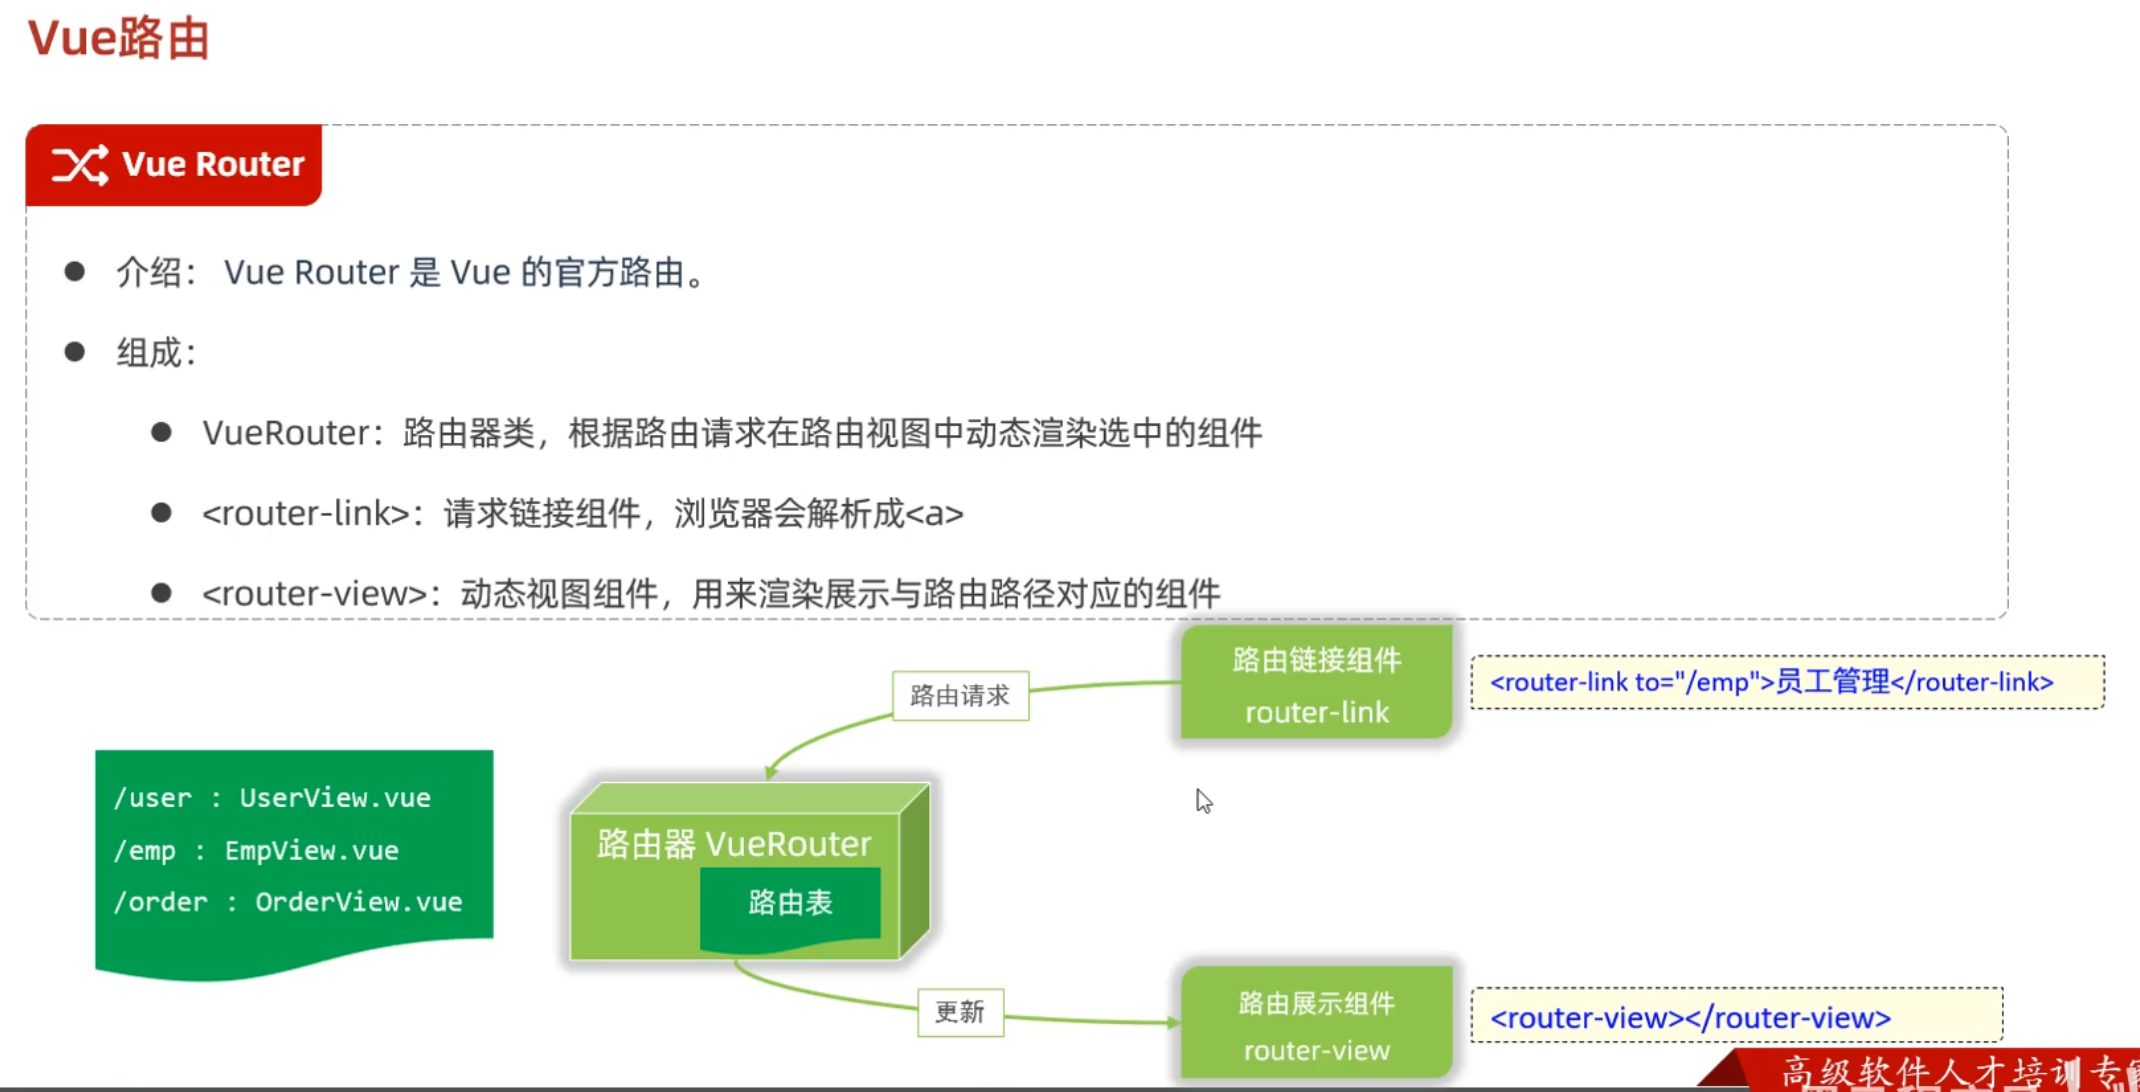 Vue路由
Vue Router
介绍： Vue Router 是 Vue 的官方路由。
组成：
VueRouter：路由器类，根据路由请求在路由视图中动态渲染选中的组件
<router-link>：请求链接组件，浏览器会解析成<a>
<router-view>：动态视图组件，用来渲染展示与路由路径对应的组件
路由链接组件
router-link
<router-link to="/emp">员工管理</router-link>
路由请求
/user : UserView.vue
/emp : EmpView.vue
/order : OrderView.vue
路由器 VueRouter
路由表
更新
路由展示组件
router-view
<router-view></router-view>
高级软件人才培训专